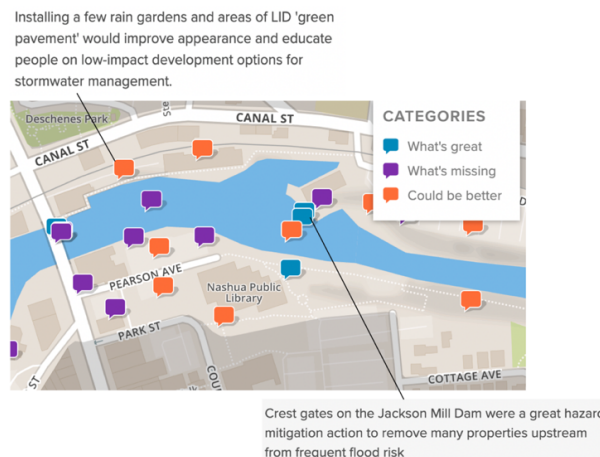 Installing a few rain gardens and areas of LID 'green
pavement' would improve appearance and educate
people on low-impact development options for
stormwater management.
Deschenes Park
CANAL ST
CANAL ST
CATEGORIES
What's great
What's missing
Could be better
PEARSON AVE
Nashua Public
Library
PARK ST
COU
ST
COTTAGE AVE
Crest gates on the Jackson Mill Dam were a great hazard
mitigation action to remove many properties upstream
from frequent flood risk